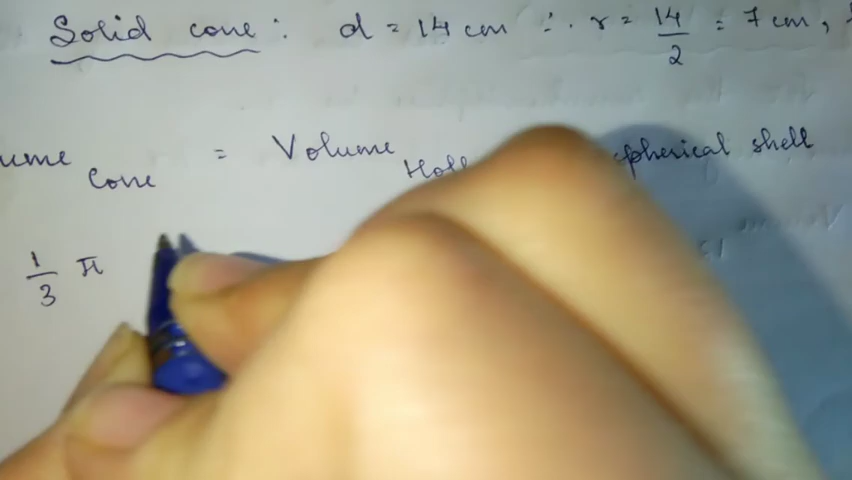 Solid cone : d = 14 cm ∴ r = 14/2 = 7 cm,
ume Cone = Volume Holl spherical shell
1/3 π